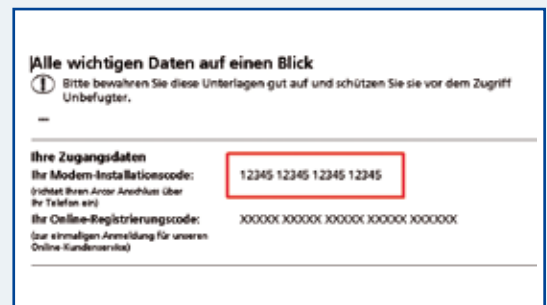 Alle wichtigen Daten auf einen Blick
Bitte bewahren Sie diese Unterlagen gut auf und schützen Sie sie vor dem Zugriff
Unbefugter.
Ihre Zugangsdaten
Ihr Modem-Installationscode: 12345 12345 12345 12345
(richtet Ihren Arcor Anschluss über
Ihr Telefon ein)
Ihr Online-Registrierungscode: XXXXX XXXXX XXXXX XXXXX XXXXXX
(zur einmaligen Anmeldung für unseren
Online-Kundenservice)